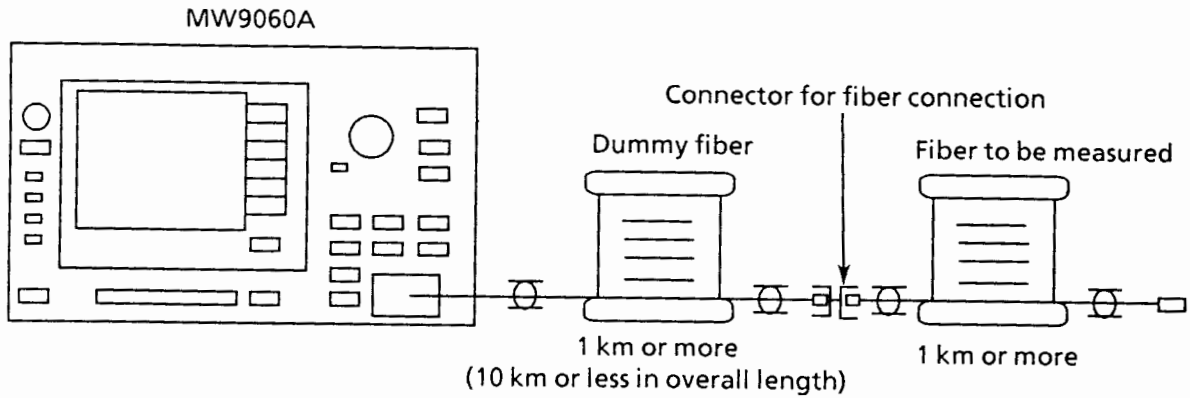 MW9060A
Connector for fiber connection
Dummy fiber
Fiber to be measured
1 km or more
(10 km or less in overall length)
1 km or more